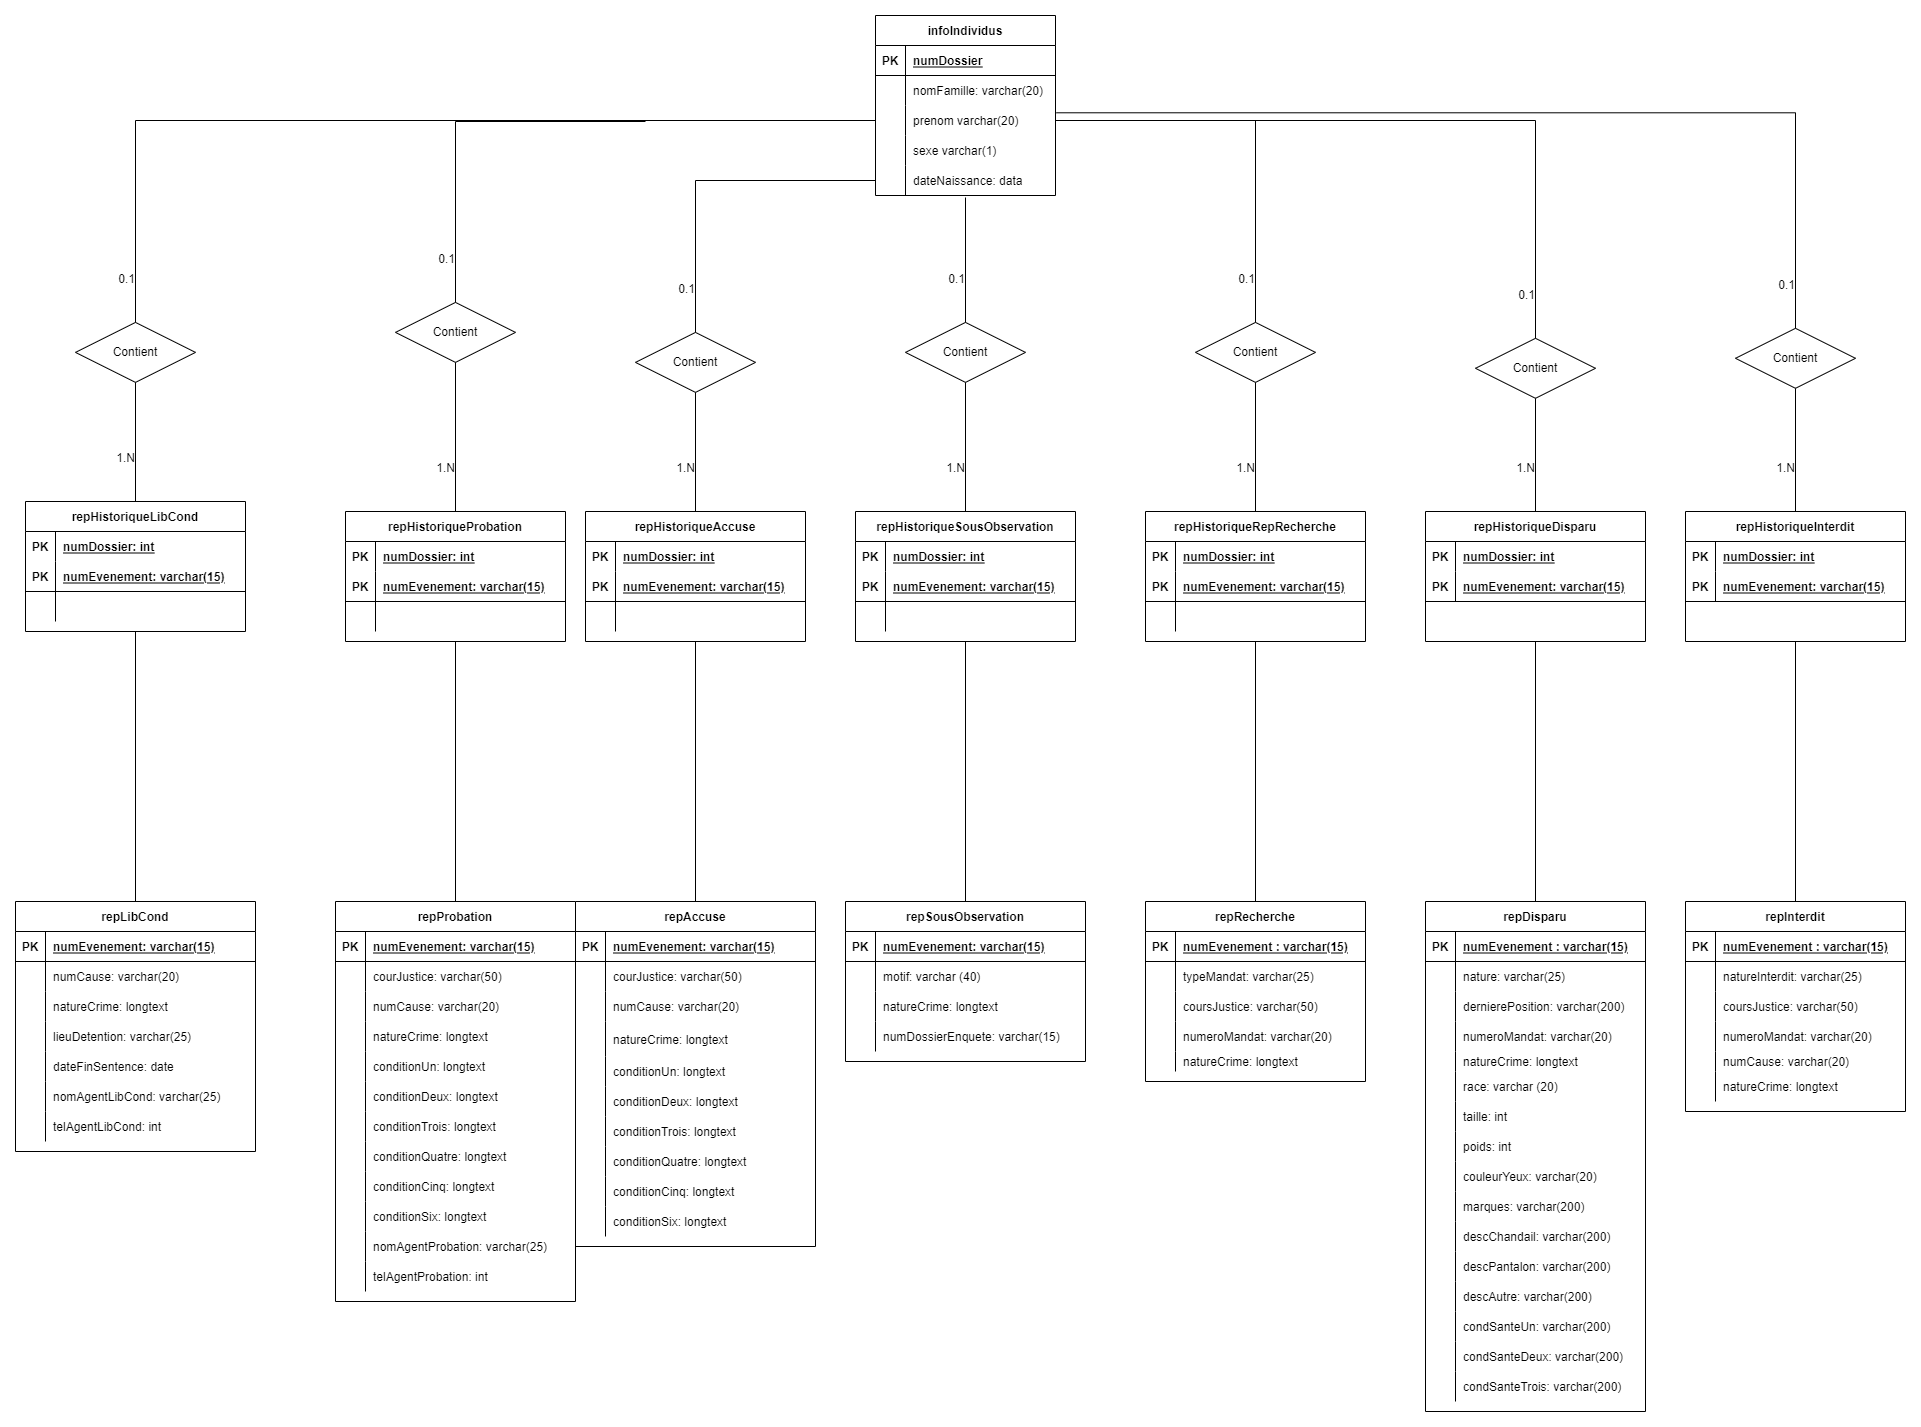 infoIndividus
PK numDossier
nomFamille: varchar(20)
prenom varchar(20)
sexe varchar(1)
dateNaissance: data
0.1
Contient
1.N
0.1
Contient
1.N
0.1
Contient
1.N
0.1
Contient
1.N
0.1
Contient
1.N
0.1
Contient
1.N
0.1
Contient
1.N
repHistoriqueLibCond
PK numDossier: int
PK numEvenement: varchar(15)
repHistoriqueProbation
PK numDossier: int
PK numEvenement: varchar(15)
repHistoriqueAccuse
PK numDossier: int
PK numEvenement: varchar(15)
repHistoriqueSousObservation
PK numDossier: int
PK numEvenement: varchar(15)
repHistoriqueRepRecherche
PK numDossier: int
PK numEvenement: varchar(15)
repHistoriqueDisparu
PK numDossier: int
PK numEvenement: varchar(15)
repHistoriqueInterdit
PK numDossier: int
PK numEvenement: varchar(15)
repLibCond
PK numEvenement: varchar(15)
numCause: varchar(20)
natureCrime: longtext
lieuDetention: varchar(25)
dateFinSentence: date
nomAgentLibCond: varchar(25)
telAgentLibCond: int
repProbation
PK numEvenement: varchar(15)
courJustice: varchar(50)
numCause: varchar(20)
natureCrime: longtext
conditionUn: longtext
conditionDeux: longtext
conditionTrois: longtext
conditionQuatre: longtext
conditionCinq: longtext
conditionSix: longtext
nomAgentProbation: varchar(25)
telAgentProbation: int
repAccuse
PK numEvenement: varchar(15)
courJustice: varchar(50)
numCause: varchar(20)
natureCrime: longtext
conditionUn: longtext
conditionDeux: longtext
conditionTrois: longtext
conditionQuatre: longtext
conditionCinq: longtext
conditionSix: longtext
repSousObservation
PK numEvenement: varchar(15)
motif: varchar (40)
natureCrime: longtext
numDossierEnquete: varchar(15)
repRecherche
PK numEvenement : varchar(15)
typeMandat: varchar(25)
coursJustice: varchar(50)
numeroMandat: varchar(20)
natureCrime: longtext
repDisparu
PK numEvenement : varchar(15)
nature: varchar(25)
dernierePosition: varchar(200)
numeroMandat: varchar(20)
natureCrime: longtext
race: varchar (20)
taille: int
poids: int
couleurYeux: varchar(20)
marques: varchar(200)
descChandail: varchar(200)
descPantalon: varchar(200)
descAutre: varchar(200)
condSanteUn: varchar(200)
condSanteDeux: varchar(200)
condSanteTrois: varchar(200)
repInterdit
PK numEvenement : varchar(15)
natureInterdit: varchar(25)
coursJustice: varchar(50)
numeroMandat: varchar(20)
numCause: varchar(20)
natureCrime: longtext